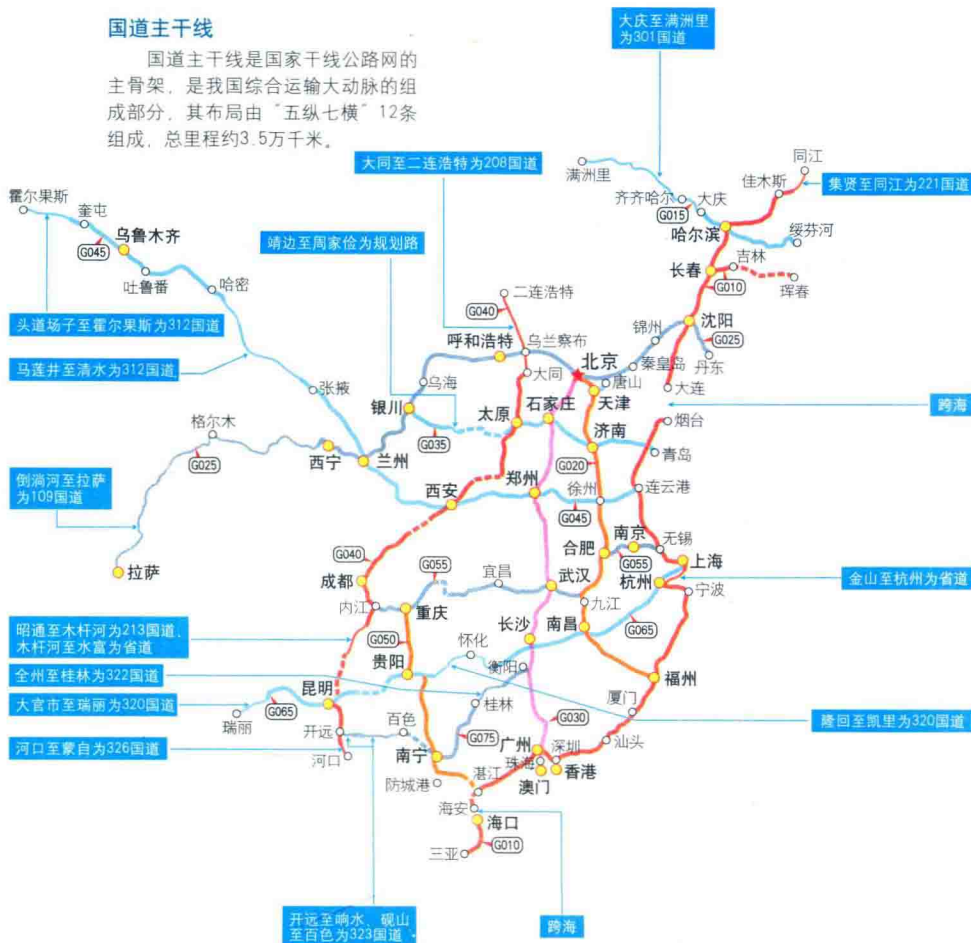 国道主干线
国道主干线是国家干线公路网的
主骨架，是我国综合运输大动脉的组
成部分，其布局由“五纵七横”12条
组成，总里程约3.5万千米。
大庆至满洲里
为301国道
大同至二连浩特为208国道
集贤至同江为221国道
靖边至周家俭为规划路
头道场子至霍尔果斯为312国道
马莲井至清水为312国道
跨海
倒淌河至拉萨
为109国道
金山至杭州为省道
昭通至木杆河为213国道、
木杆河至水富为省道
全州至桂林为322国道
大官市至瑞丽为320国道
河口至蒙自为326国道
隆回至凯里为320国道
开远至响水、砚山
至百色为323国道
跨海
同江
满洲里
佳木斯
齐齐哈尔
大庆
G015
哈尔滨
绥芬河
霍尔果斯
奎屯
乌鲁木齐
G045
吐鲁番
哈密
长春
吉林
G010
珲春
二连浩特
G040
沈阳
G025
丹东
锦州
呼和浩特
乌兰察布
北京
秦皇岛
大连
大同
唐山
天津
乌海
张掖
银川
G035
太原
石家庄
烟台
济南
青岛
格尔木
G025
西宁
兰州
G020
西安
郑州
徐州
G045
连云港
拉萨
G040
成都
G055
宜昌
武汉
合肥
南京
G055
无锡
上海
杭州
宁波
内江
重庆
九江
G050
贵阳
怀化
长沙
南昌
G065
衡阳
福州
昆明
G065
瑞丽
桂林
厦门
开远
百色
G075
G030
汕头
河口
南宁
广州
深圳
珠海
澳门
香港
防城港
湛江
海安
海口
三亚
G010